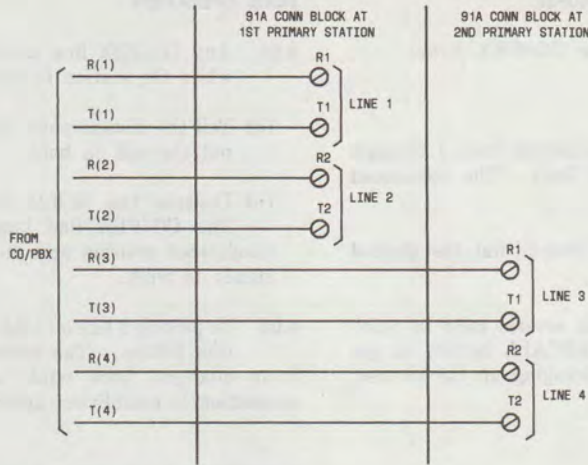 91A CONN BLOCK AT
1ST PRIMARY STATION
91A CONN BLOCK AT
2ND PRIMARY STATION
R(1)
R1
LINE 1
T(1)
T1
R(2)
R2
LINE 2
T(2)
T2
FROM
CO/PBX
R(3)
R1
LINE 3
T(3)
T1
R(4)
R2
LINE 4
T(4)
T2